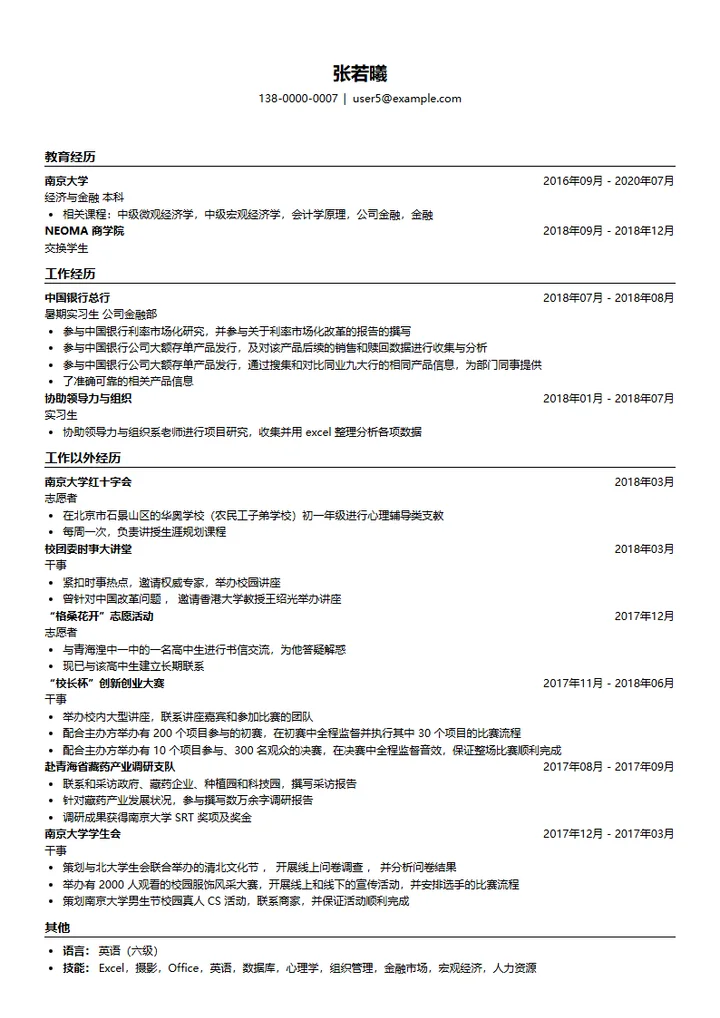 张若曦
138-0000-0007 | user5@example.com
教育经历
南京大学 2016年09月 - 2020年07月
经济与金融 本科
• 相关课程：中级微观经济学，中级宏观经济学，会计学原理，公司金融，金融
NEOMA 商学院 2018年09月 - 2018年12月
交换学生
工作经历
中国银行总行 2018年07月 - 2018年08月
暑期实习生 公司金融部
• 参与中国银行利率市场化研究，并参与关于利率市场化改革的报告的撰写
• 参与中国银行公司大额存单产品发行，及对该产品后续的销售和赎回数据进行收集与分析
• 参与中国银行公司大额存单产品发行，通过搜集和对比同业九大行的相同产品信息，为部门同事提供
• 了准确可靠的相关产品信息
协助领导力与组织 2018年01月 - 2018年07月
实习生
• 协助领导力与组织系老师进行项目研究，收集并用 excel 整理分析各项数据
工作以外经历
南京大学红十字会 2018年03月
志愿者
• 在北京市石景山区的华奥学校（农民工子弟学校）初一年级进行心理辅导类支教
• 每周一次，负责讲授生涯规划课程
校团委时事大讲堂 2018年03月
干事
• 紧扣时事热点，邀请权威专家，举办校园讲座
• 曾针对中国改革问题 ， 邀请香港大学教授王绍光举办讲座
“格桑花开”志愿活动 2017年12月
志愿者
• 与青海湟中一中的一名高中生进行书信交流，为他答疑解惑
• 现已与该高中生建立长期联系
“校长杯”创新创业大赛 2017年11月 - 2018年06月
干事
• 举办校内大型讲座，联系讲座嘉宾和参加比赛的团队
• 配合主办方举办有 200 个项目参与的初赛，在初赛中全程监督并执行其中 30 个项目的比赛流程
• 配合主办方举办有 10 个项目参与、300 名观众的决赛，在决赛中全程监督音效，保证整场比赛顺利完成
赴青海省藏药产业调研支队 2017年08月 - 2017年09月
• 联系和采访政府、藏药企业、种植园和科技园，撰写采访报告
• 针对藏药产业发展状况，参与撰写数万余字调研报告
• 调研成果获得南京大学 SRT 奖项及奖金
南京大学学生会 2017年12月 - 2017年03月
干事
• 策划与北大学生会联合举办的清北文化节 ， 开展线上问卷调查 ， 并分析问卷结果
• 举办有 2000 人观看的校园服饰风采大赛，开展线上和线下的宣传活动，并安排选手的比赛流程
• 策划南京大学男生节校园真人 CS 活动，联系商家，并保证活动顺利完成
其他
• 语言： 英语（六级）
• 技能： Excel，摄影，Office，英语，数据库，心理学，组织管理，金融市场，宏观经济，人力资源